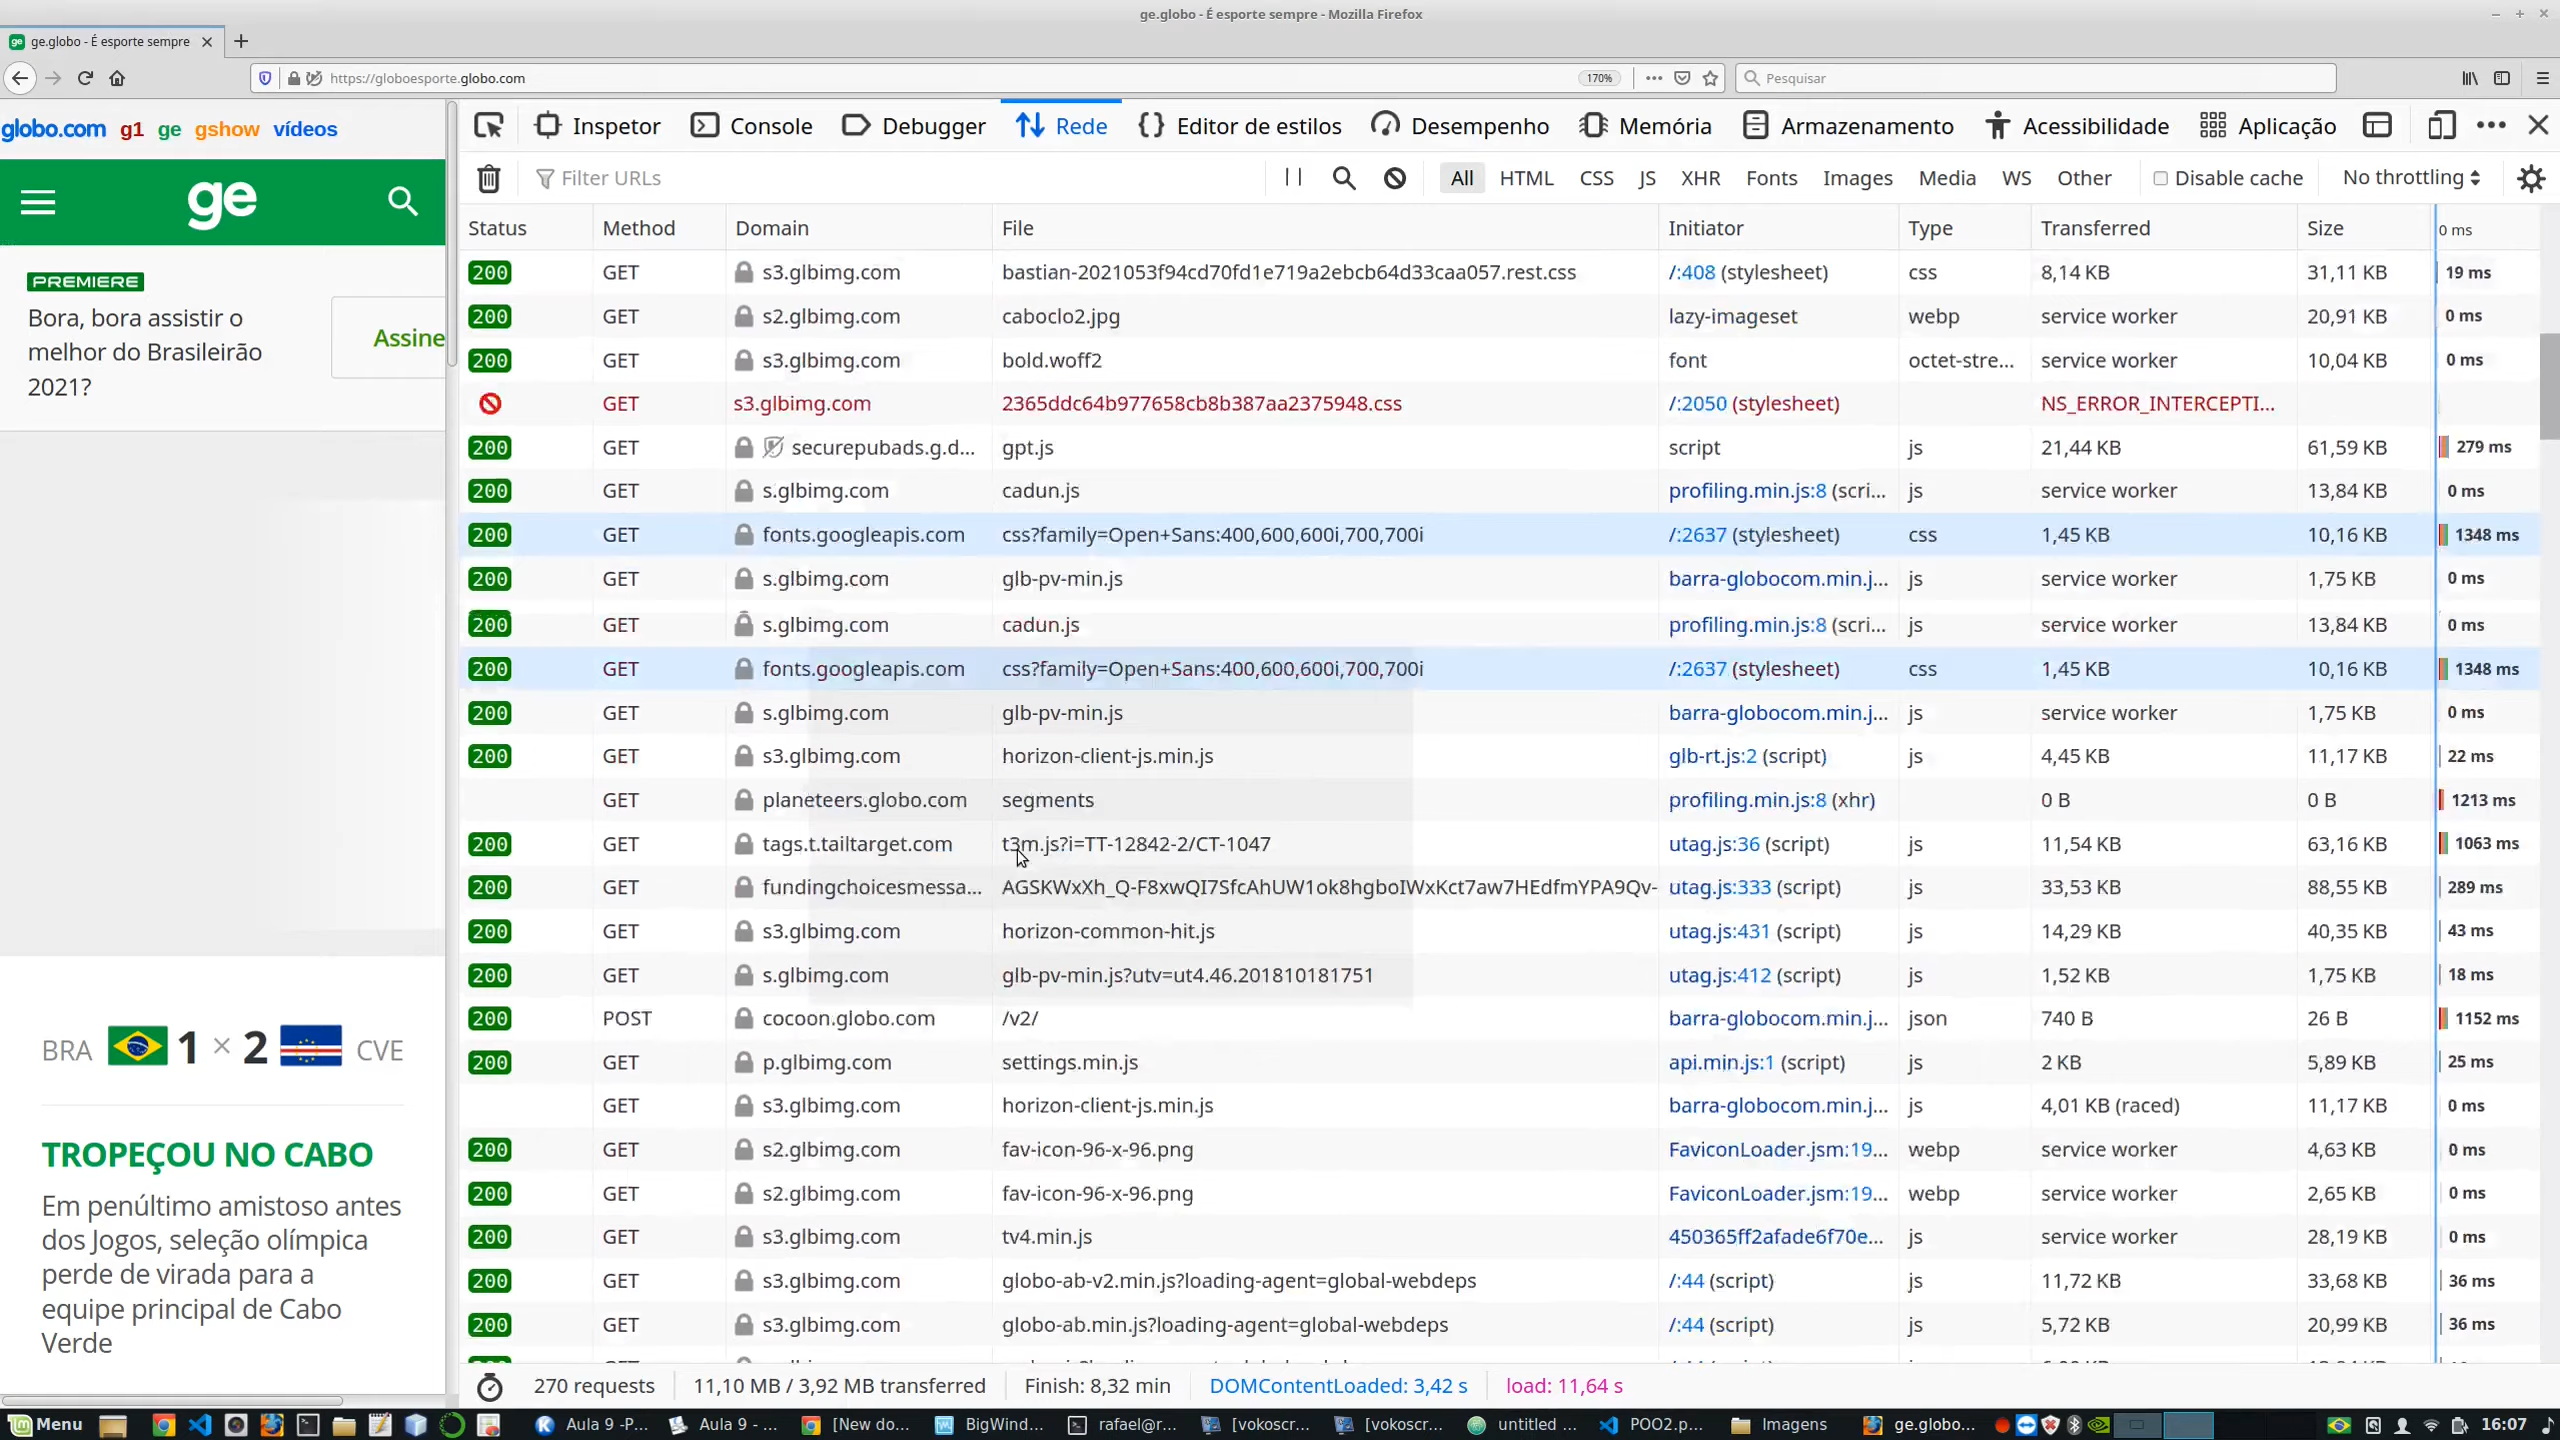 ge.globo - É esporte sempre - Mozilla Firefox
ge.globo - É esporte sempre
https://globoesporte.globo.com
170%
Pesquisar
globo.com g1 ge gshow vídeos
ge
PREMIERE
Bora, bora assistir o
melhor do Brasileirão
2021?
Assine
BRA 1 × 2 CVE
TROPEÇOU NO CABO
Em penúltimo amistoso antes
dos Jogos, seleção olímpica
perde de virada para a
equipe principal de Cabo
Verde
Inspetor Console Debugger Rede Editor de estilos Desempenho Memória Armazenamento Acessibilidade Aplicação
Filter URLs All HTML CSS JS XHR Fonts Images Media WS Other Disable cache No throttling
Status Method Domain File Initiator Type Transferred Size 0 ms
200 GET s3.glbimg.com bastian-2021053f94cd70fd1e719a2ebcb64d33caa057.rest.css /:408 (stylesheet) css 8,14 KB 31,11 KB 19 ms
200 GET s2.glbimg.com caboclo2.jpg lazy-imageset webp service worker 20,91 KB 0 ms
200 GET s3.glbimg.com bold.woff2 font octet-stre... service worker 10,04 KB 0 ms
GET s3.glbimg.com 2365ddc64b977658cb8b387aa2375948.css /:2050 (stylesheet) NS_ERROR_INTERCEPTI...
200 GET securepubads.g.d... gpt.js script js 21,44 KB 61,59 KB 279 ms
200 GET s.glbimg.com cadun.js profiling.min.js:8 (scri... js service worker 13,84 KB 0 ms
200 GET fonts.googleapis.com css?family=Open+Sans:400,600,600i,700,700i /:2637 (stylesheet) css 1,45 KB 10,16 KB 1348 ms
200 GET s.glbimg.com glb-pv-min.js barra-globocom.min.j... js service worker 1,75 KB 0 ms
200 GET s.glbimg.com cadun.js profiling.min.js:8 (scri... js service worker 13,84 KB 0 ms
200 GET fonts.googleapis.com css?family=Open+Sans:400,600,600i,700,700i /:2637 (stylesheet) css 1,45 KB 10,16 KB 1348 ms
200 GET s.glbimg.com glb-pv-min.js barra-globocom.min.j... js service worker 1,75 KB 0 ms
200 GET s3.glbimg.com horizon-client-js.min.js glb-rt.js:2 (script) js 4,45 KB 11,17 KB 22 ms
GET planeteers.globo.com segments profiling.min.js:8 (xhr) 0 B 0 B 1213 ms
200 GET tags.t.tailtarget.com t3m.js?i=TT-12842-2/CT-1047 utag.js:36 (script) js 11,54 KB 63,16 KB 1063 ms
200 GET fundingchoicesmessa... AGSKWxXh_Q-F8xwQI7SfcAhUW1ok8hgboIWxKct7aw7HEdfmYPA9Qv- utag.js:333 (script) js 33,53 KB 88,55 KB 289 ms
200 GET s3.glbimg.com horizon-common-hit.js utag.js:431 (script) js 14,29 KB 40,35 KB 43 ms
200 GET s.glbimg.com glb-pv-min.js?utv=ut4.46.201810181751 utag.js:412 (script) js 1,52 KB 1,75 KB 18 ms
200 POST cocoon.globo.com /v2/ barra-globocom.min.j... json 740 B 26 B 1152 ms
200 GET p.glbimg.com settings.min.js api.min.js:1 (script) js 2 KB 5,89 KB 25 ms
GET s3.glbimg.com horizon-client-js.min.js barra-globocom.min.j... js 4,01 KB (raced) 11,17 KB 0 ms
200 GET s2.glbimg.com fav-icon-96-x-96.png FaviconLoader.jsm:19... webp service worker 4,63 KB 0 ms
200 GET s2.glbimg.com fav-icon-96-x-96.png FaviconLoader.jsm:19... webp service worker 2,65 KB 0 ms
200 GET s3.glbimg.com tv4.min.js 450365ff2afade6f70e... js service worker 28,19 KB 0 ms
200 GET s3.glbimg.com globo-ab-v2.min.js?loading-agent=global-webdeps /:44 (script) js 11,72 KB 33,68 KB 36 ms
200 GET s3.glbimg.com globo-ab.min.js?loading-agent=global-webdeps /:44 (script) js 5,72 KB 20,99 KB 36 ms
270 requests 11,10 MB / 3,92 MB transferred Finish: 8,32 min DOMContentLoaded: 3,42 s load: 11,64 s
Menu Aula 9 -P... Aula 9 - ... [New do... BigWind... rafael@r... [vokoscr... [vokoscr... untitled ... POO2.p... Imagens ge.globo... 16:07